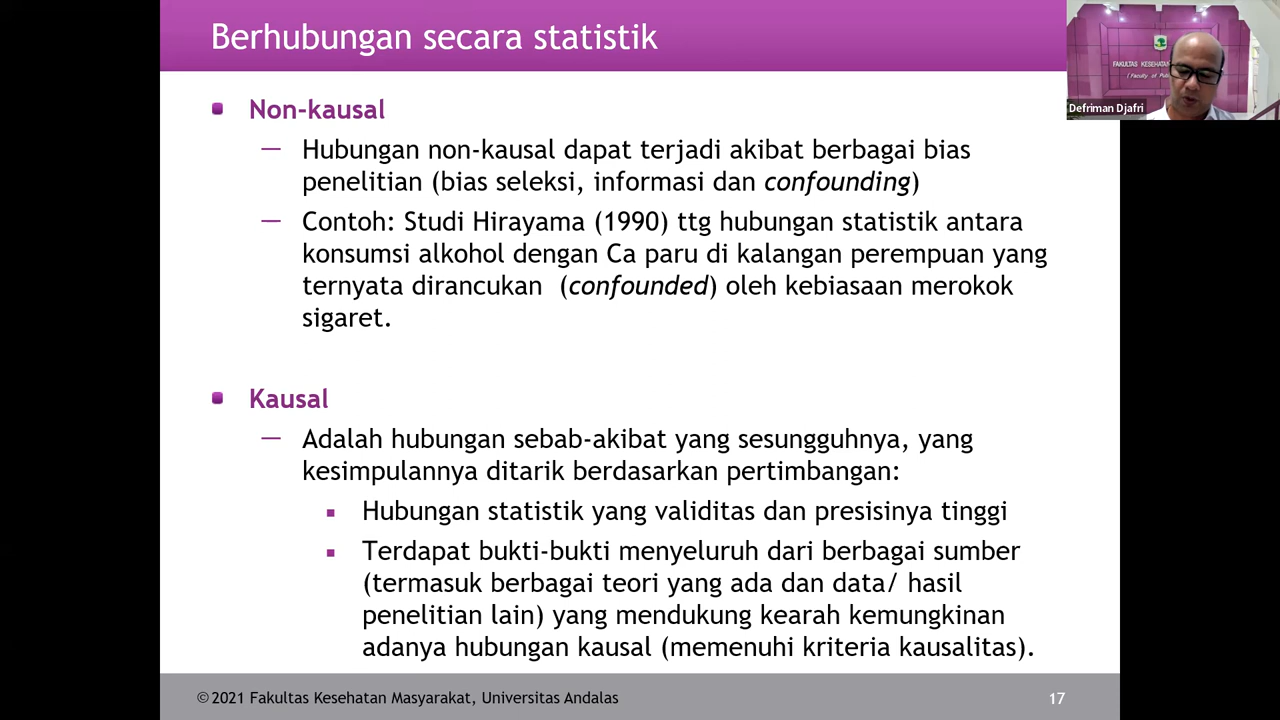 Berhubungan secara statistik
FAKULTAS KESEHATAN
(Faculty of Pub
Defriman Djafri
Non-kausal
— Hubungan non-kausal dapat terjadi akibat berbagai bias
penelitian (bias seleksi, informasi dan confounding)
— Contoh: Studi Hirayama (1990) ttg hubungan statistik antara
konsumsi alkohol dengan Ca paru di kalangan perempuan yang
ternyata dirancukan (confounded) oleh kebiasaan merokok
sigaret.
Kausal
— Adalah hubungan sebab-akibat yang sesungguhnya, yang
kesimpulannya ditarik berdasarkan pertimbangan:
Hubungan statistik yang validitas dan presisinya tinggi
Terdapat bukti-bukti menyeluruh dari berbagai sumber
(termasuk berbagai teori yang ada dan data/ hasil
penelitian lain) yang mendukung kearah kemungkinan
adanya hubungan kausal (memenuhi kriteria kausalitas).
©2021 Fakultas Kesehatan Masyarakat, Universitas Andalas
17